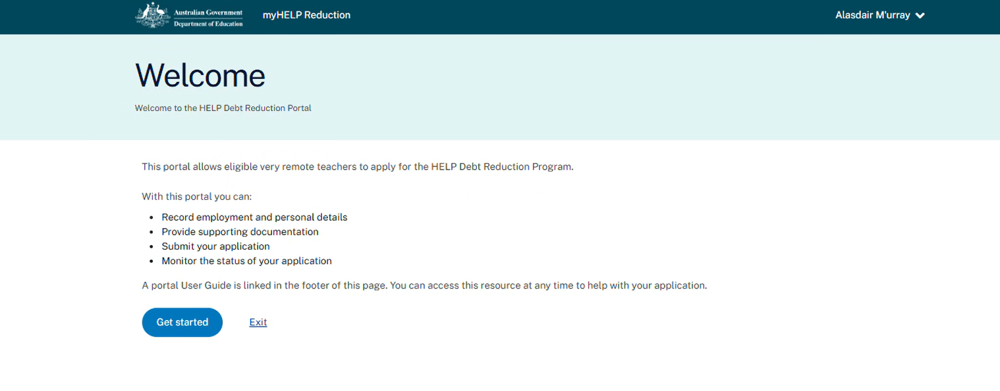 Australian Government
Department of Education
myHELP Reduction
Alasdair M'urray
Welcome
Welcome to the HELP Debt Reduction Portal
This portal allows eligible very remote teachers to apply for the HELP Debt Reduction Program.
With this portal you can:
Record employment and personal details
Provide supporting documentation
Submit your application
Monitor the status of your application
A portal User Guide is linked in the footer of this page. You can access this resource at any time to help with your application.
Get started
Exit